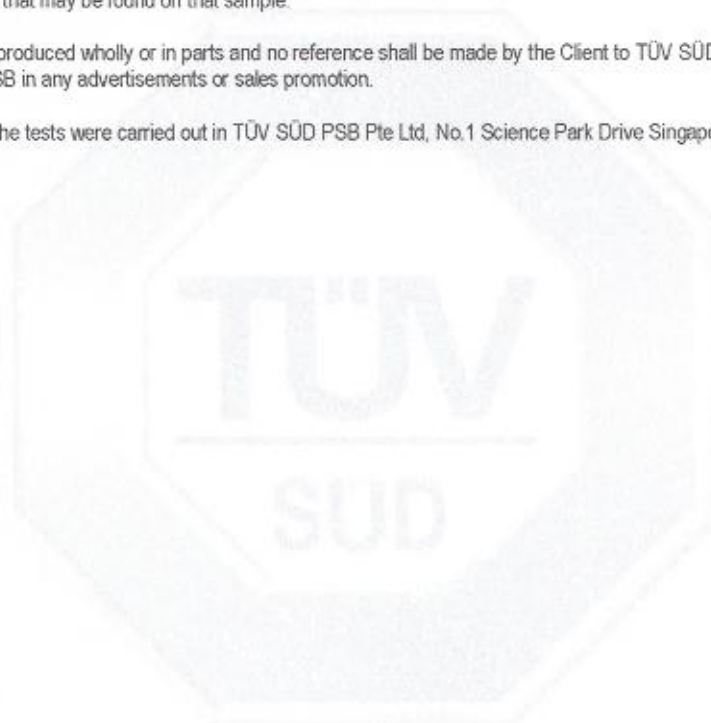 that may be found on that sample.
produced wholly or in parts and no reference shall be made by the Client to TÜV SÜD
SB in any advertisements or sales promotion.
he tests were carried out in TÜV SÜD PSB Pte Ltd, No.1 Science Park Drive Singap
TÜV
SÜD